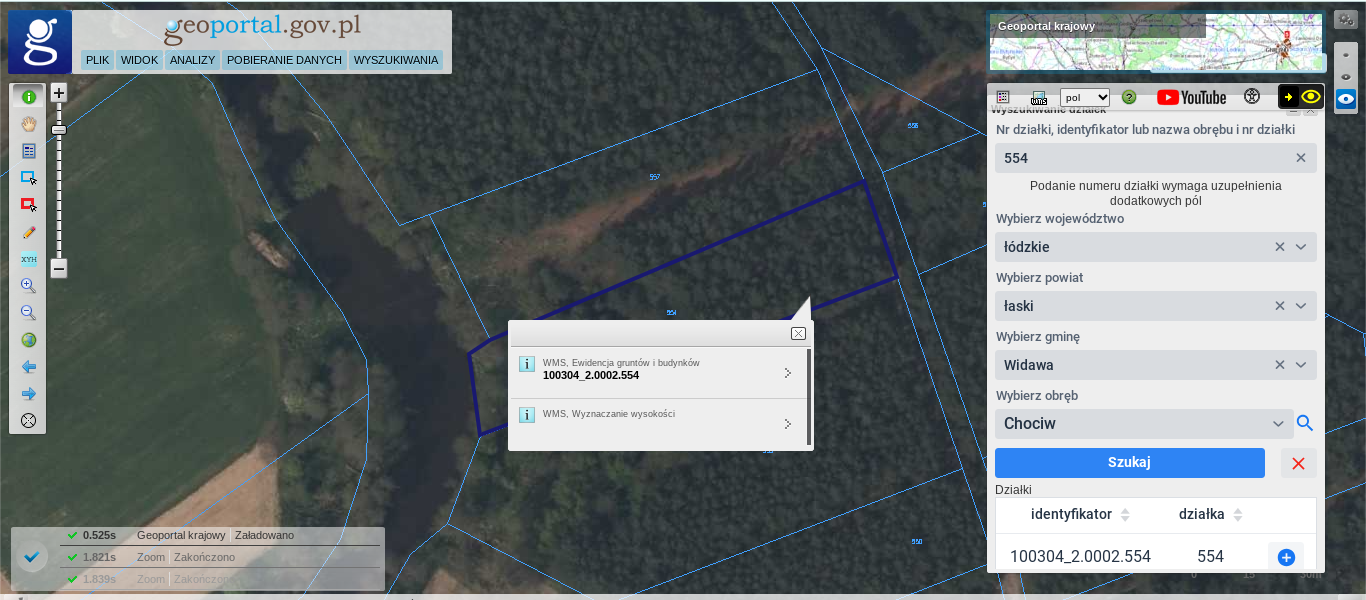 geoportal.gov.pl
PLIK WIDOK ANALIZY POBIERANIE DANYCH WYSZUKIWANIA
Geoportal krajowy
wms pol YouTube
Wyszukiwanie działek
Nr działki, identyfikator lub nazwa obrębu i nr działki
554
Podanie numeru działki wymaga uzupełnienia
dodatkowych pól
Wybierz województwo
łódzkie
Wybierz powiat
łaski
Wybierz gminę
Widawa
Wybierz obręb
Chociw
Szukaj
Działki
identyfikator działka
100304_2.0002.554 554
XYH
557
554
WMS, Ewidencja gruntów i budynków
100304_2.0002.554
WMS, Wyznaczanie wysokości
0.525s Geoportal krajowy Załadowano
1.821s Zoom Zakończono
1.839s Zoom Zakończono
0 15 30m